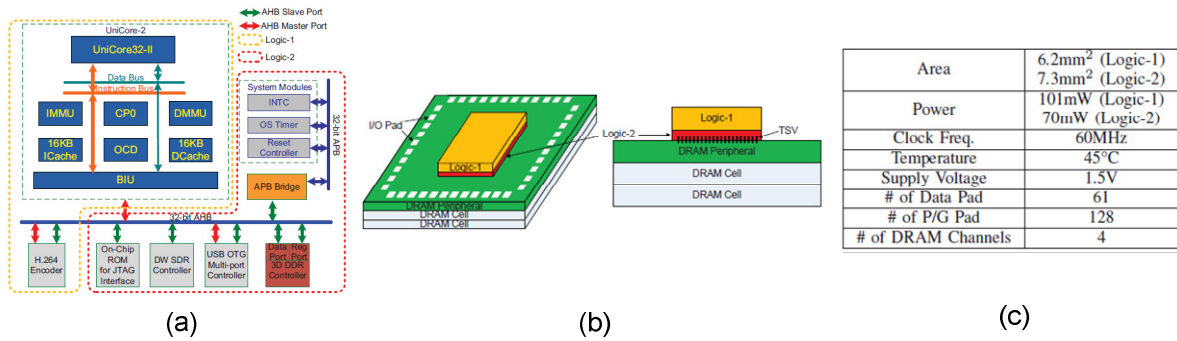 UniCore-2
UniCore32-II
Data Bus
Instruction Bus
IMMU
CP0
DMMU
16KB
ICache
OCD
16KB
DCache
BIU
AHB Slave Port
AHB Master Port
Logic-1
Logic-2
System Modules
INTC
OS Timer
Reset
Controller
32-bit APB
APB Bridge
32-bit AHB
H.264
Encoder
On-Chip
ROM
for JTAG
Interface
DW SDR
Controller
USB OTG
Multi-port
Controller
Data Reg
Port Port
3D DDR
Controller
(a)
I/O Pad
Logic-1
Logic-2
DRAM Peripheral
DRAM Cell
DRAM Cell
Logic-1
TSV
DRAM Peripheral
DRAM Cell
DRAM Cell
(b)
Area 6.2mm² (Logic-1)
7.3mm² (Logic-2)
Power 101mW (Logic-1)
70mW (Logic-2)
Clock Freq. 60MHz
Temperature 45°C
Supply Voltage 1.5V
# of Data Pad 61
# of P/G Pad 128
# of DRAM Channels 4
(c)